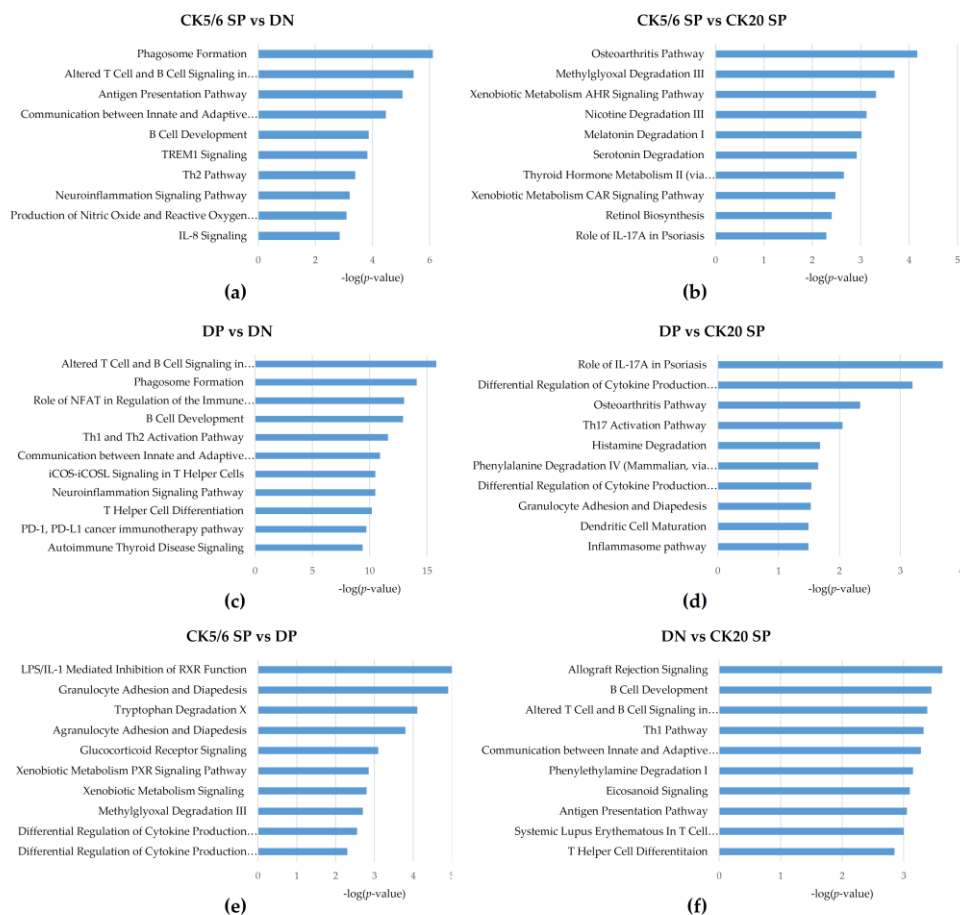 CK5/6 SP vs DN
Phagosome Formation
Altered T Cell and B Cell Signaling in…
Antigen Presentation Pathway
Communication between Innate and Adaptive…
B Cell Development
TREM1 Signaling
Th2 Pathway
Neuroinflammation Signaling Pathway
Production of Nitric Oxide and Reactive Oxygen…
IL-8 Signaling
0 2 4 6
-log(p-value)
(a)
CK5/6 SP vs CK20 SP
Osteoarthritis Pathway
Methylglyoxal Degradation III
Xenobiotic Metabolism AHR Signaling Pathway
Nicotine Degradation III
Melatonin Degradation I
Serotonin Degradation
Thyroid Hormone Metabolism II (via…
Xenobiotic Metabolism CAR Signaling Pathway
Retinol Biosynthesis
Role of IL-17A in Psoriasis
0 1 2 3 4 5
-log(p-value)
(b)
DP vs DN
Altered T Cell and B Cell Signaling in…
Phagosome Formation
Role of NFAT in Regulation of the Immune…
B Cell Development
Th1 and Th2 Activation Pathway
Communication between Innate and Adaptive…
iCOS-iCOSL Signaling in T Helper Cells
Neuroinflammation Signaling Pathway
T Helper Cell Differentiation
PD-1, PD-L1 cancer immunotherapy pathway
Autoimmune Thyroid Disease Signaling
0 5 10 15
-log(p-value)
(c)
DP vs CK20 SP
Role of IL-17A in Psoriasis
Differential Regulation of Cytokine Production…
Osteoarthritis Pathway
Th17 Activation Pathway
Histamine Degradation
Phenylalanine Degradation IV (Mammalian, via…
Differential Regulation of Cytokine Production…
Granulocyte Adhesion and Diapedesis
Dendritic Cell Maturation
Inflammasome pathway
0 1 2 3 4
-log(p-value)
(d)
CK5/6 SP vs DP
LPS/IL-1 Mediated Inhibition of RXR Function
Granulocyte Adhesion and Diapedesis
Tryptophan Degradation X
Agranulocyte Adhesion and Diapedesis
Glucocorticoid Receptor Signaling
Xenobiotic Metabolism PXR Signaling Pathway
Xenobiotic Metabolism Signaling
Methylglyoxal Degradation III
Differential Regulation of Cytokine Production…
Differential Regulation of Cytokine Production…
0 1 2 3 4 5
-log(p-value)
(e)
DN vs CK20 SP
Allograft Rejection Signaling
B Cell Development
Altered T Cell and B Cell Signaling in…
Th1 Pathway
Communication between Innate and Adaptive…
Phenylethylamine Degradation I
Eicosanoid Signaling
Antigen Presentation Pathway
Systemic Lupus Erythematous In T Cell…
T Helper Cell Differentitaion
0 1 2 3
-log(p-value)
(f)